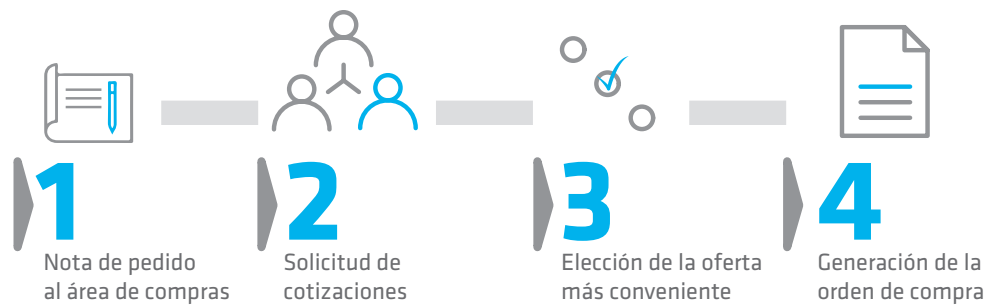 1
Nota de pedido
al área de compras
2
Solicitud de
cotizaciones
3
Elección de la oferta
más conveniente
4
Generación de la
orden de compra